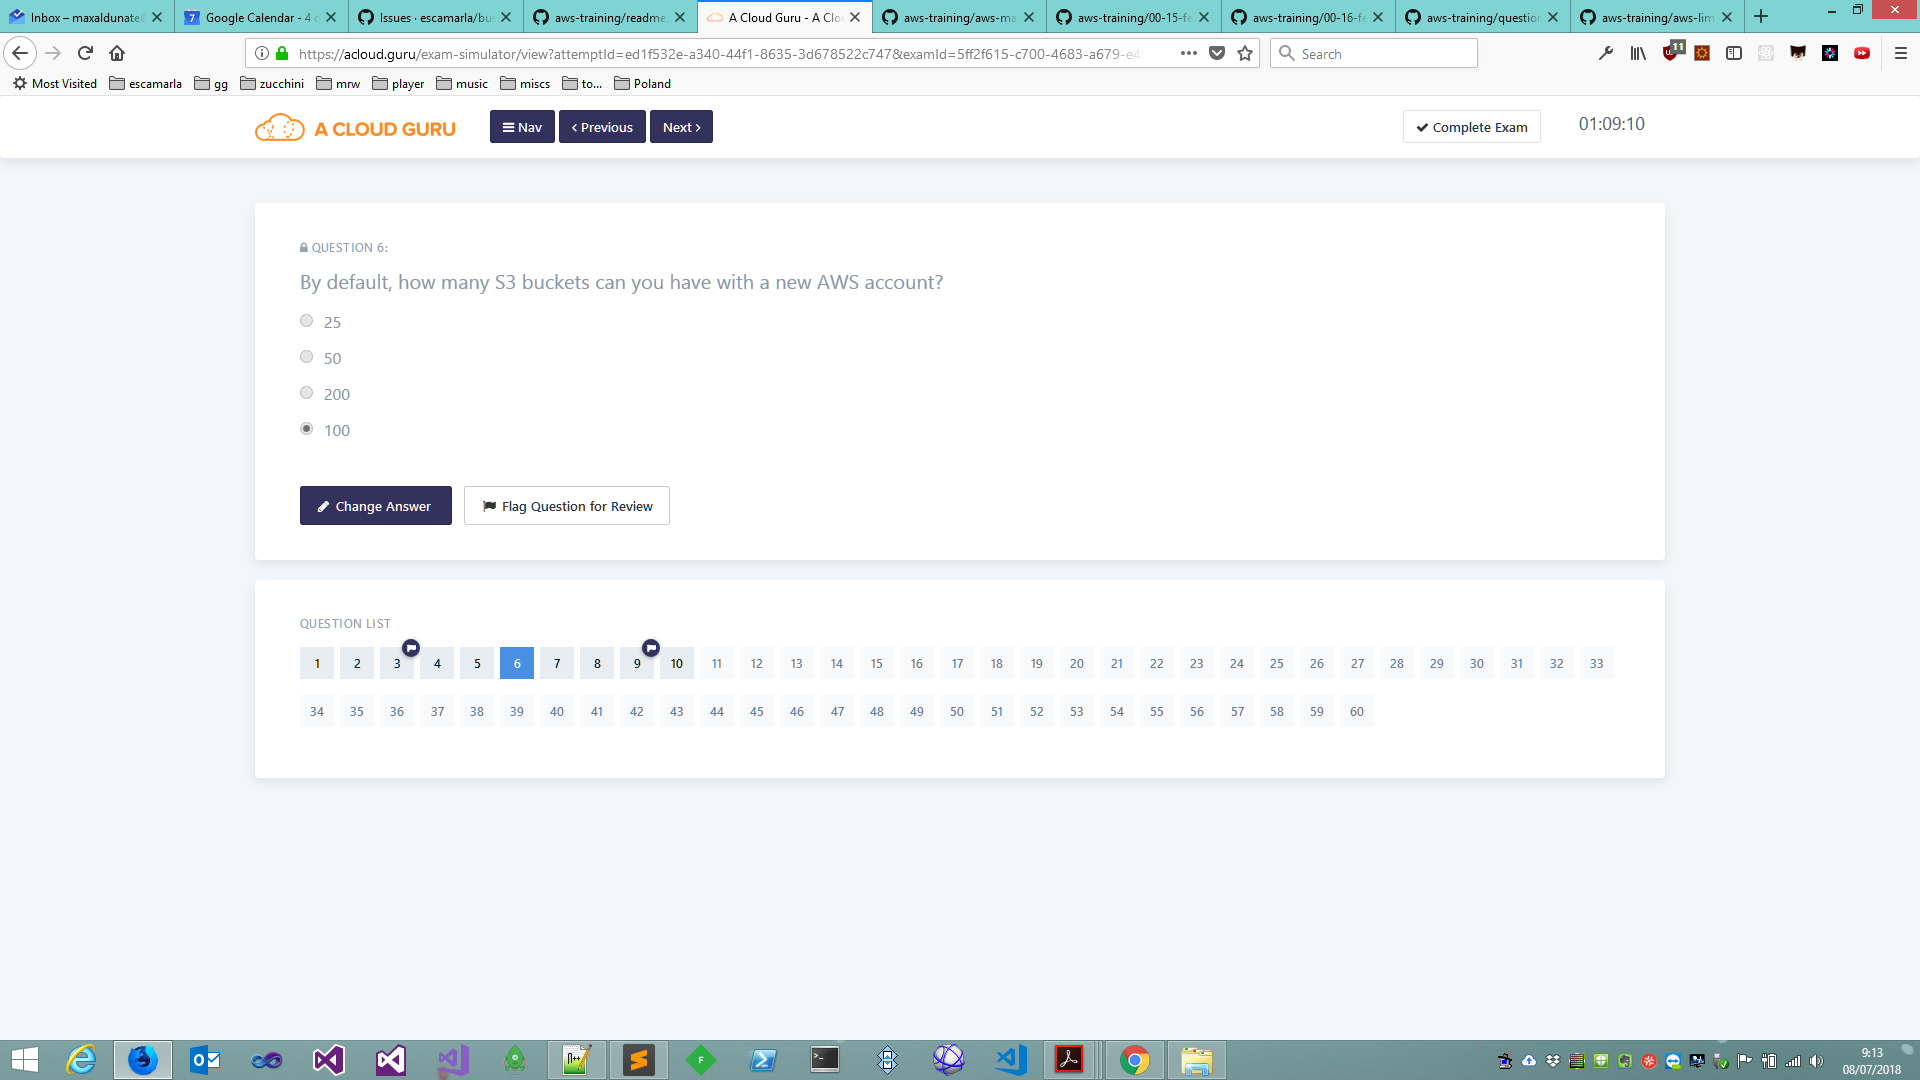 Inbox – maxaldunate
Google Calendar - 4
Issues · escamarla/bu
aws-training/readme
A Cloud Guru - A Clo
aws-training/aws-ma
aws-training/00-15-fe
aws-training/00-16-fe
aws-training/question
aws-training/aws-lim
https://acloud.guru/exam-simulator/view?attemptId=ed1f532e-a340-44f1-8635-3d678522c747&examId=5ff2f615-c700-4683-a679-e4
Search
11
Most Visited escamarla gg zucchini mrw player music miscs to... Poland
A CLOUD GURU
Nav
‹ Previous
Next ›
Complete Exam
01:09:10
QUESTION 6:
By default, how many S3 buckets can you have with a new AWS account?
25
50
200
100
Change Answer
Flag Question for Review
QUESTION LIST
1 2 3 4 5 6 7 8 9 10 11 12 13 14 15 16 17 18 19 20 21 22 23 24 25 26 27 28 29 30 31 32 33
34 35 36 37 38 39 40 41 42 43 44 45 46 47 48 49 50 51 52 53 54 55 56 57 58 59 60
9:13
08/07/2018